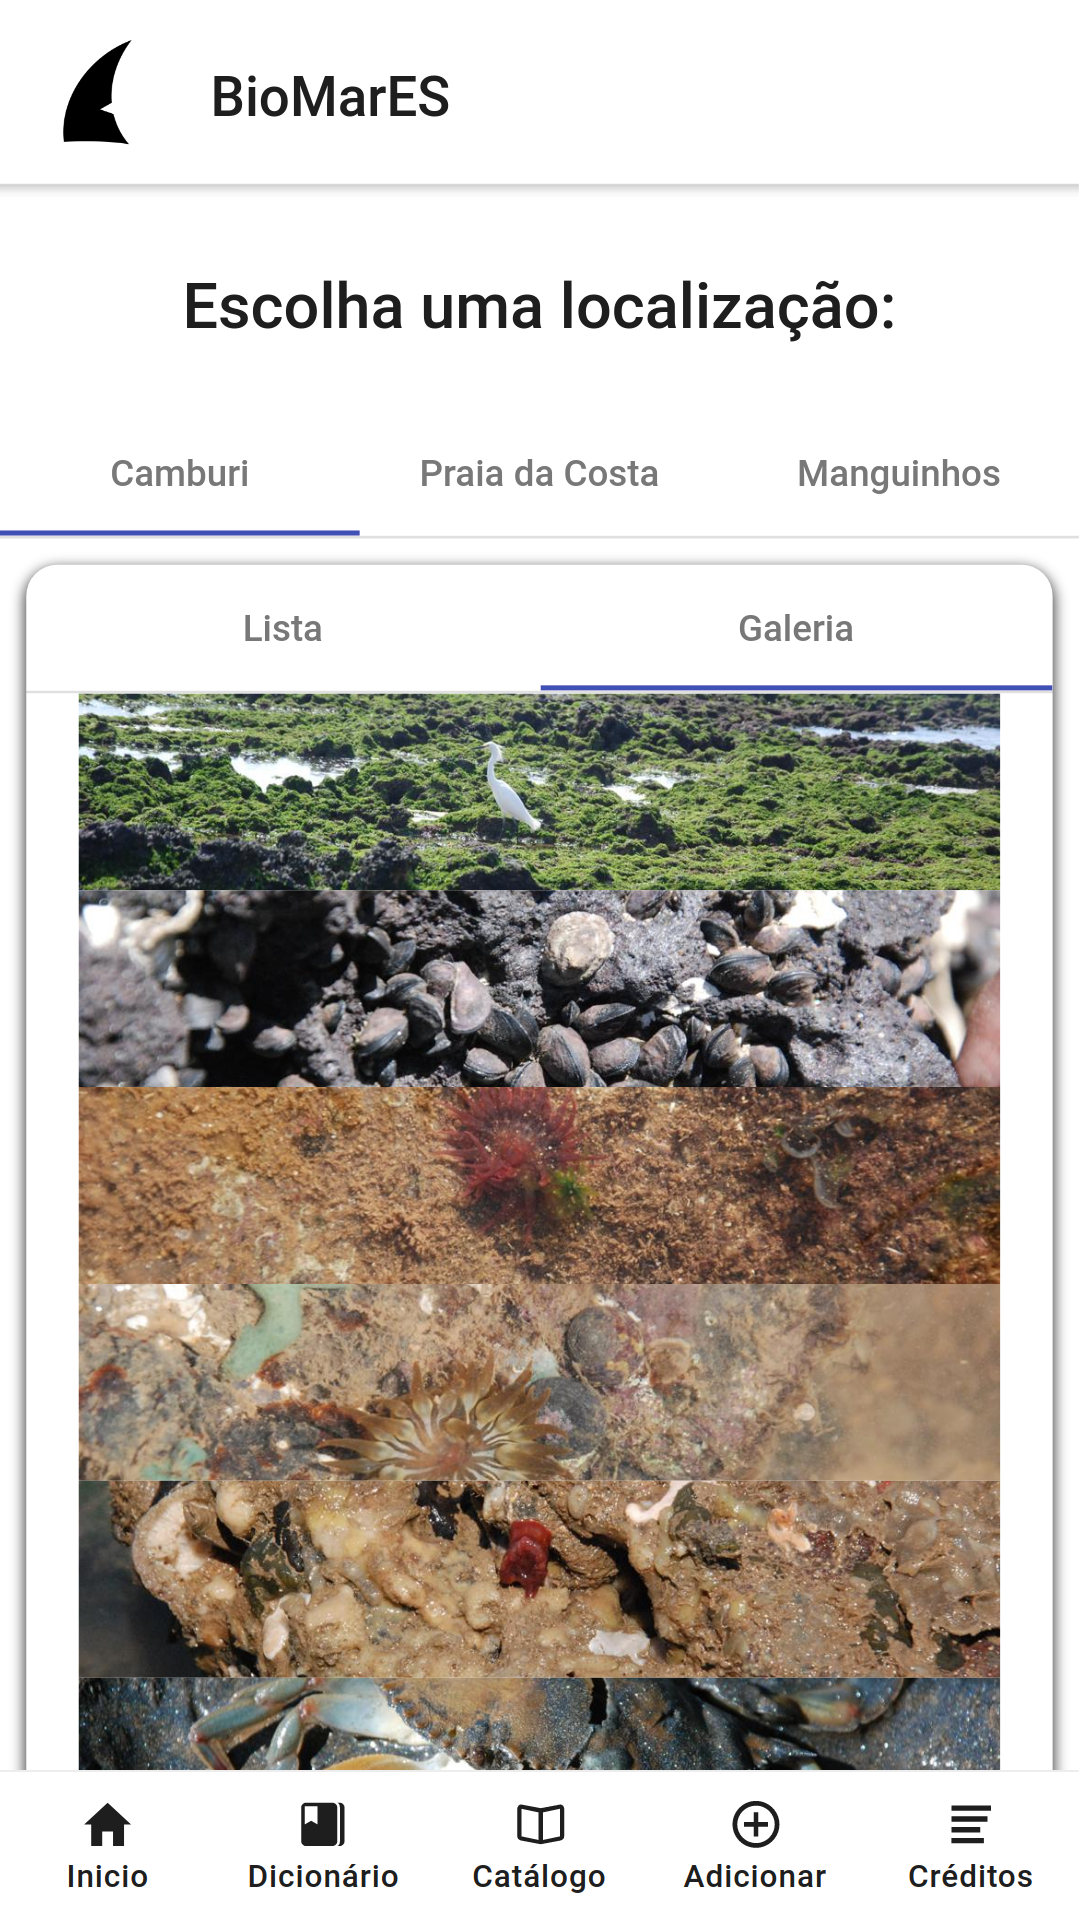 BioMarES
Escolha uma localização:
Camburi Praia da Costa Manguinhos
Lista Galeria
Inicio Dicionário Catálogo Adicionar Créditos